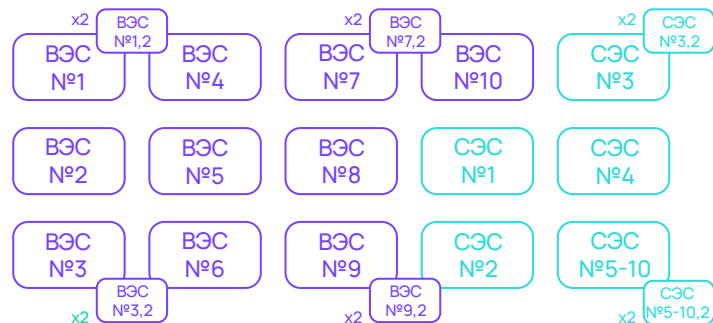 x2
ВЭС
№1,2
x2
ВЭС
№7,2
x2
СЭС
№3,2
ВЭС
№1
ВЭС
№4
ВЭС
№7
ВЭС
№10
СЭС
№3
ВЭС
№2
ВЭС
№5
ВЭС
№8
СЭС
№1
СЭС
№4
ВЭС
№3
ВЭС
№6
ВЭС
№9
СЭС
№2
СЭС
№5-10
x2
ВЭС
№3,2
x2
ВЭС
№9,2
x2
СЭС
№5-10,2